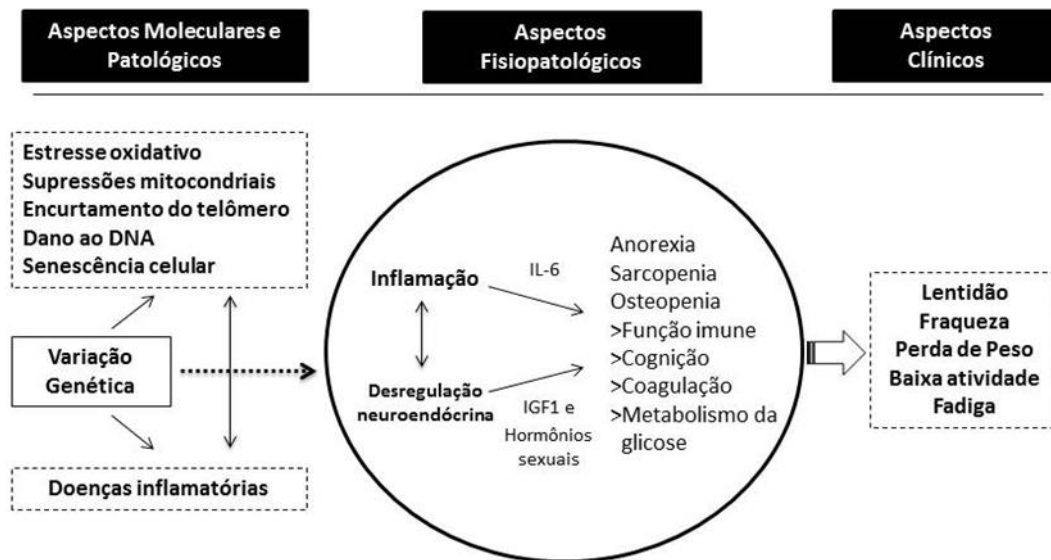 Aspectos Moleculares e
Patológicos
Aspectos
Fisiopatológicos
Aspectos
Clínicos
Estresse oxidativo
Supressões mitocondriais
Encurtamento do telômero
Dano ao DNA
Senescência celular
Variação
Genética
Doenças inflamatórias
Inflamação
IL-6
Desregulação
neuroendócrina
IGF1 e
Hormônios
sexuais
Anorexia
Sarcopenia
Osteopenia
>Função imune
>Cognição
>Coagulação
>Metabolismo da
glicose
Lentidão
Fraqueza
Perda de Peso
Baixa atividade
Fadiga